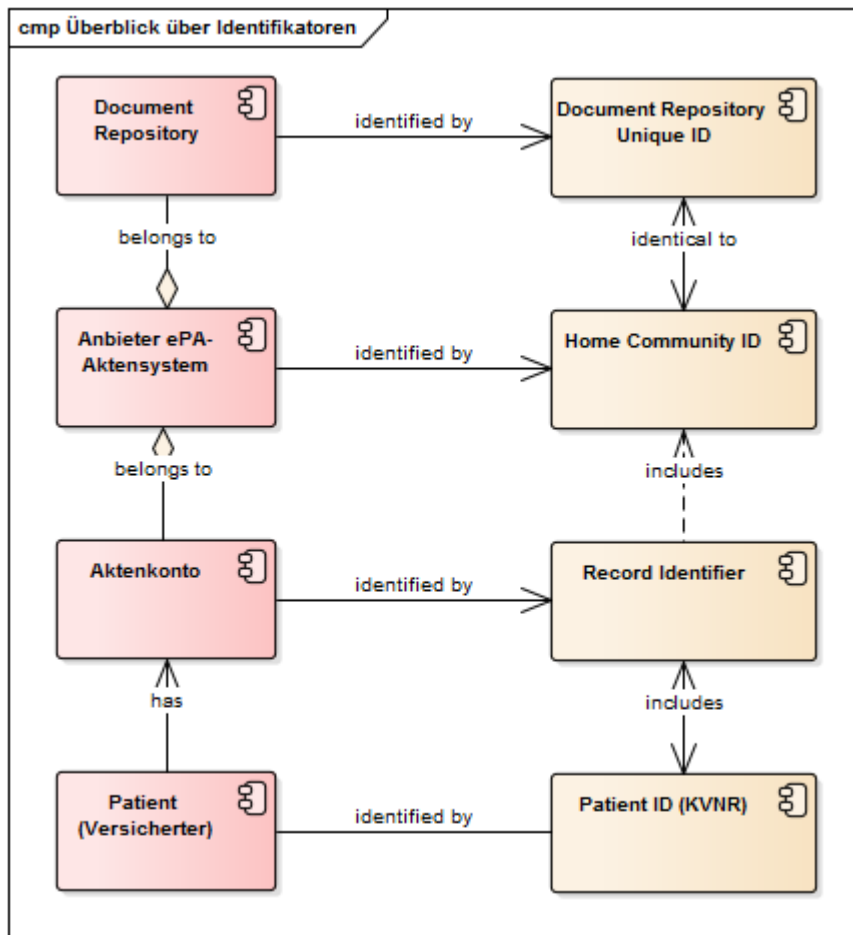 cmp Überblick über Identifikatoren
Document
Repository
identified by
Document Repository
Unique ID
belongs to
identical to
Anbieter ePA-
Aktensystem
identified by
Home Community ID
belongs to
includes
Aktenkonto
identified by
Record Identifier
has
includes
Patient
(Versicherter)
identified by
Patient ID (KVNR)